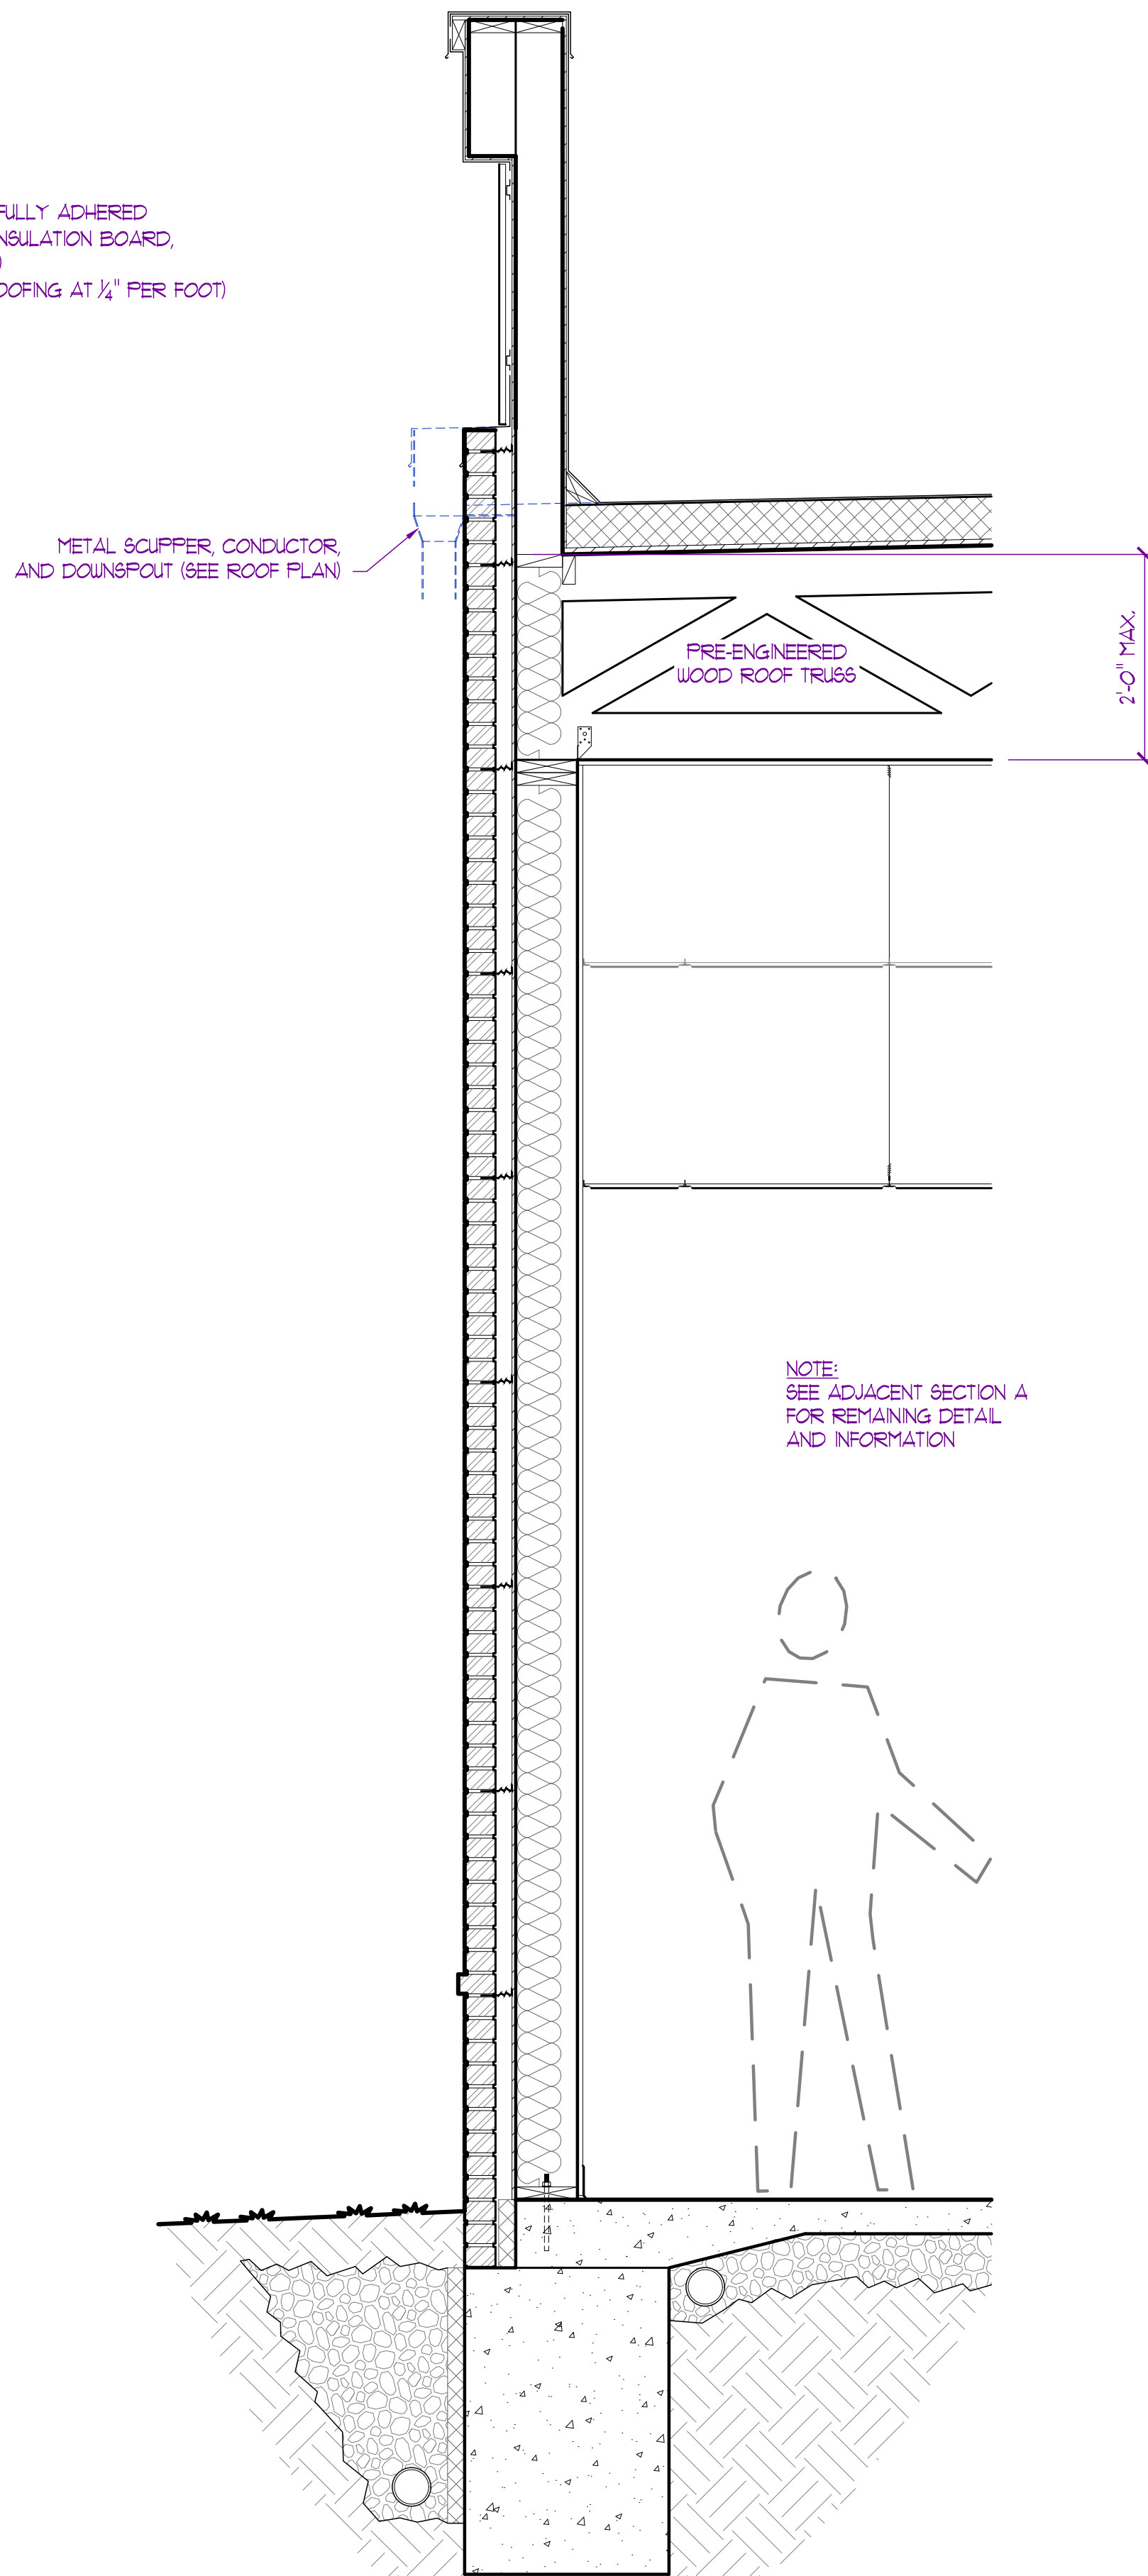 FULLY ADHERED
INSULATION BOARD,
)
OOFING AT ¼" PER FOOT)
METAL SCUPPER, CONDUCTOR,
AND DOWNSPOUT (SEE ROOF PLAN)
PRE-ENGINEERED
WOOD ROOF TRUSS
2'-0" MAX.
NOTE:
SEE ADJACENT SECTION A
FOR REMAINING DETAIL
AND INFORMATION